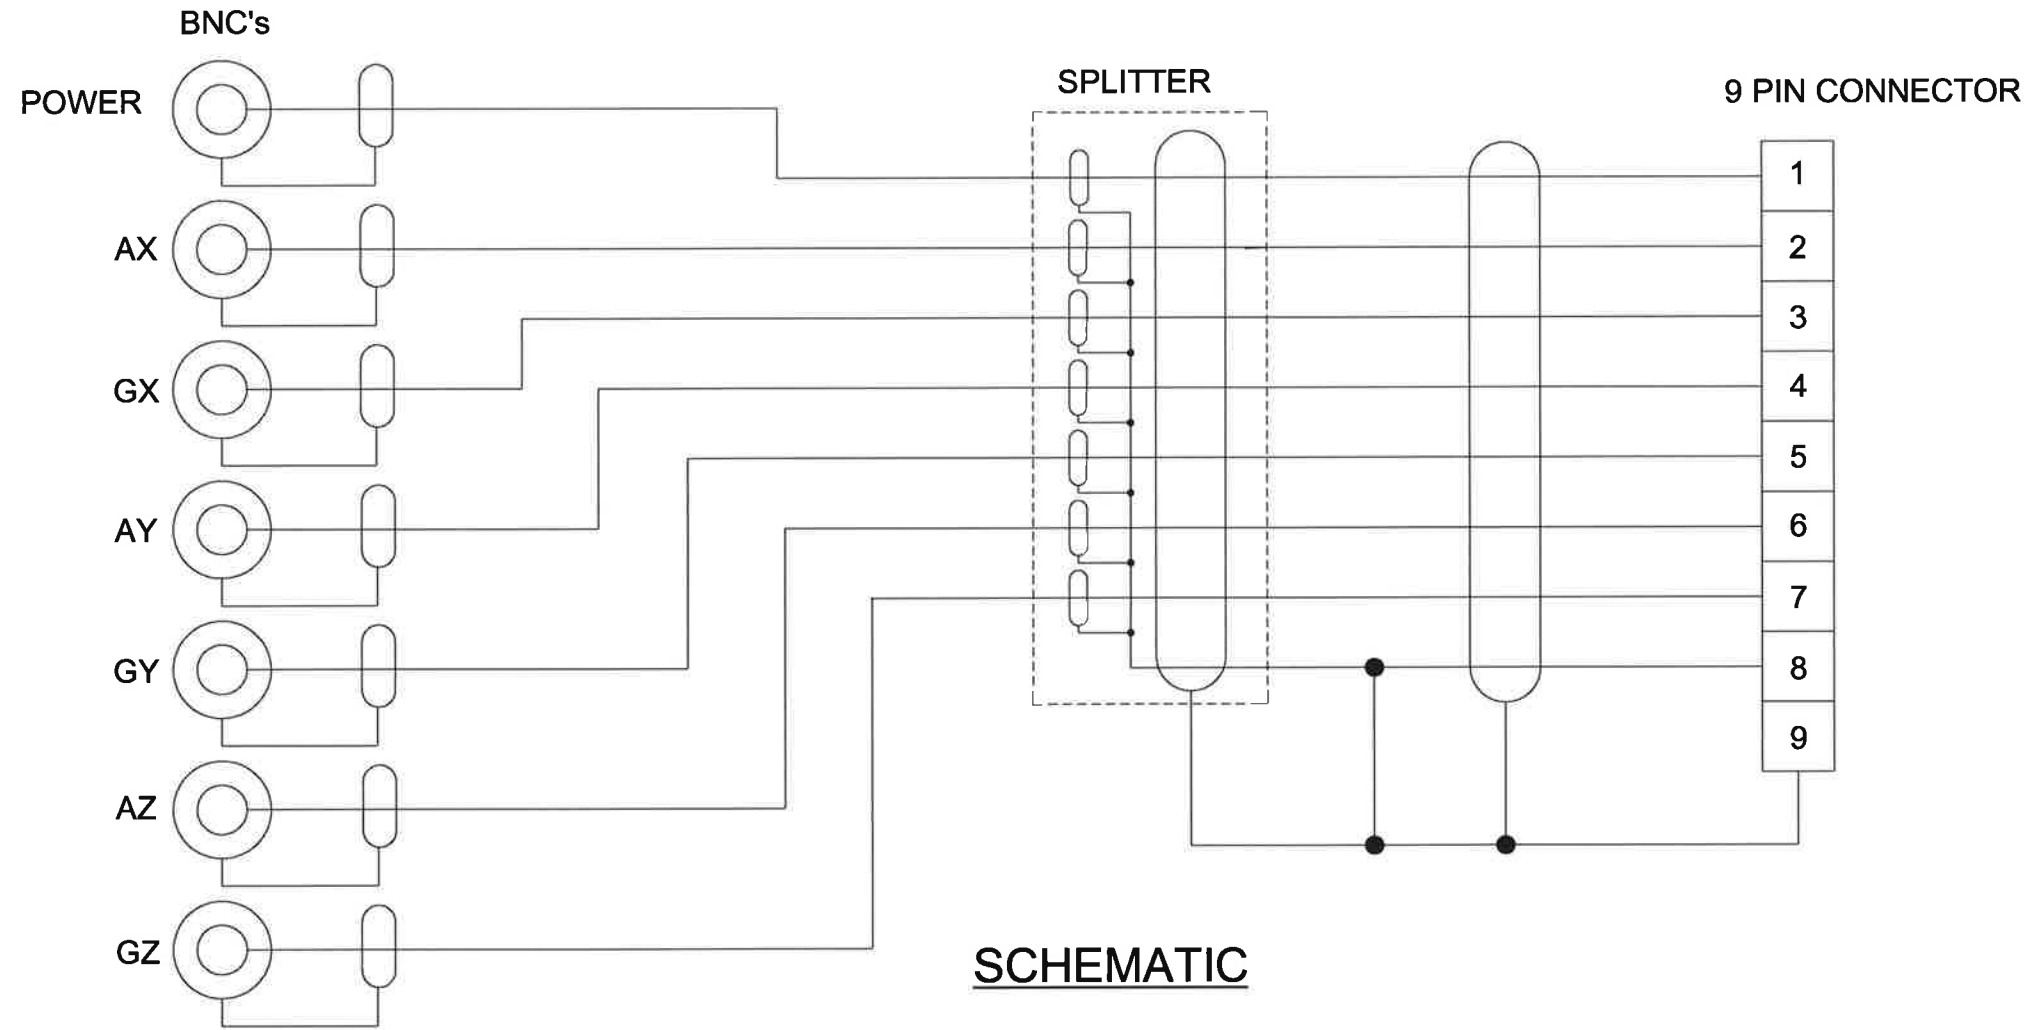 BNC's
POWER
SPLITTER
9 PIN CONNECTOR
1
AX
2
3
GX
4
5
AY
6
7
GY
8
9
AZ
GZ
SCHEMATIC